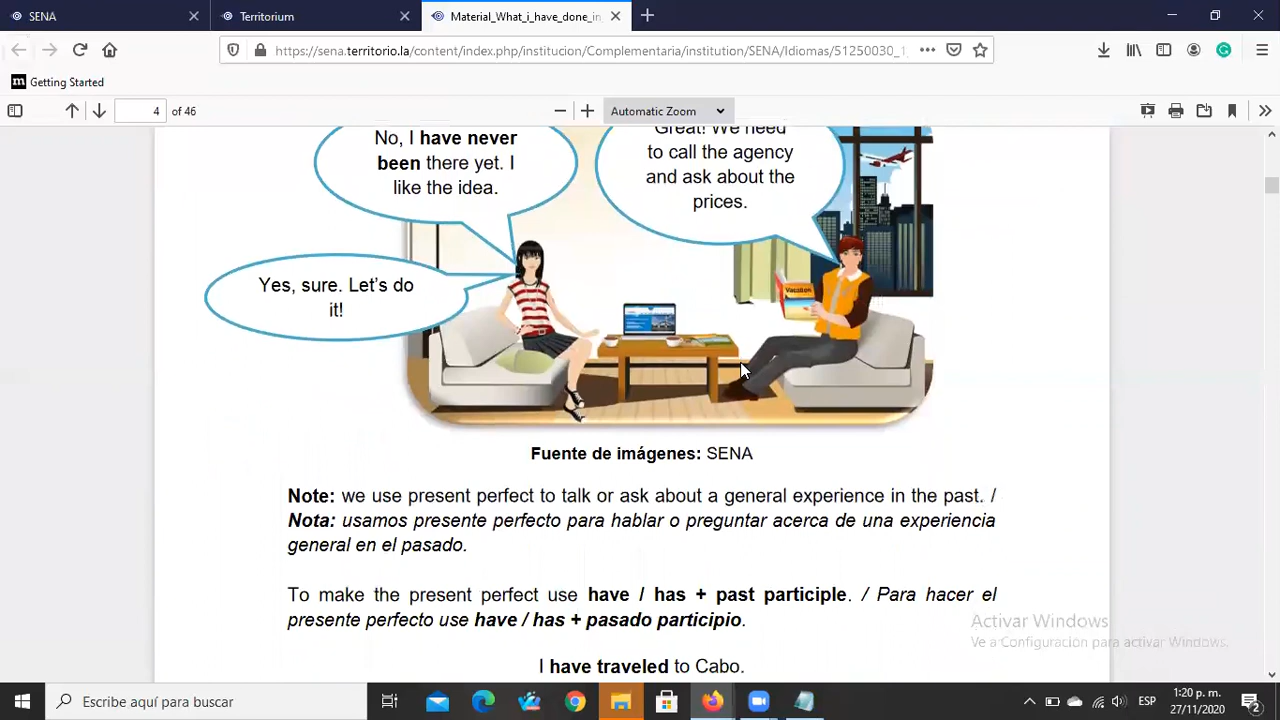 SENA
Territorium
Material_What_i_have_done_in
https://sena.territorio.la/content/index.php/institucion/Complementaria/institution/SENA/Idiomas/51250030_1
m Getting Started
4 of 46
Automatic Zoom
No, I have never
been there yet. I
like the idea.
Great! We need
to call the agency
and ask about the
prices.
Yes, sure. Let's do
it!
Vacation
Fuente de imágenes: SENA
Note: we use present perfect to talk or ask about a general experience in the past. /
Nota: usamos presente perfecto para hablar o preguntar acerca de una experiencia
general en el pasado.
To make the present perfect use have / has + past participle. / Para hacer el
presente perfecto use have / has + pasado participio.
I have traveled to Cabo.
Activar Windows
Ve a Configuración para activar Windows.
Escribe aquí para buscar
ESP
1:20 p. m.
27/11/2020
2